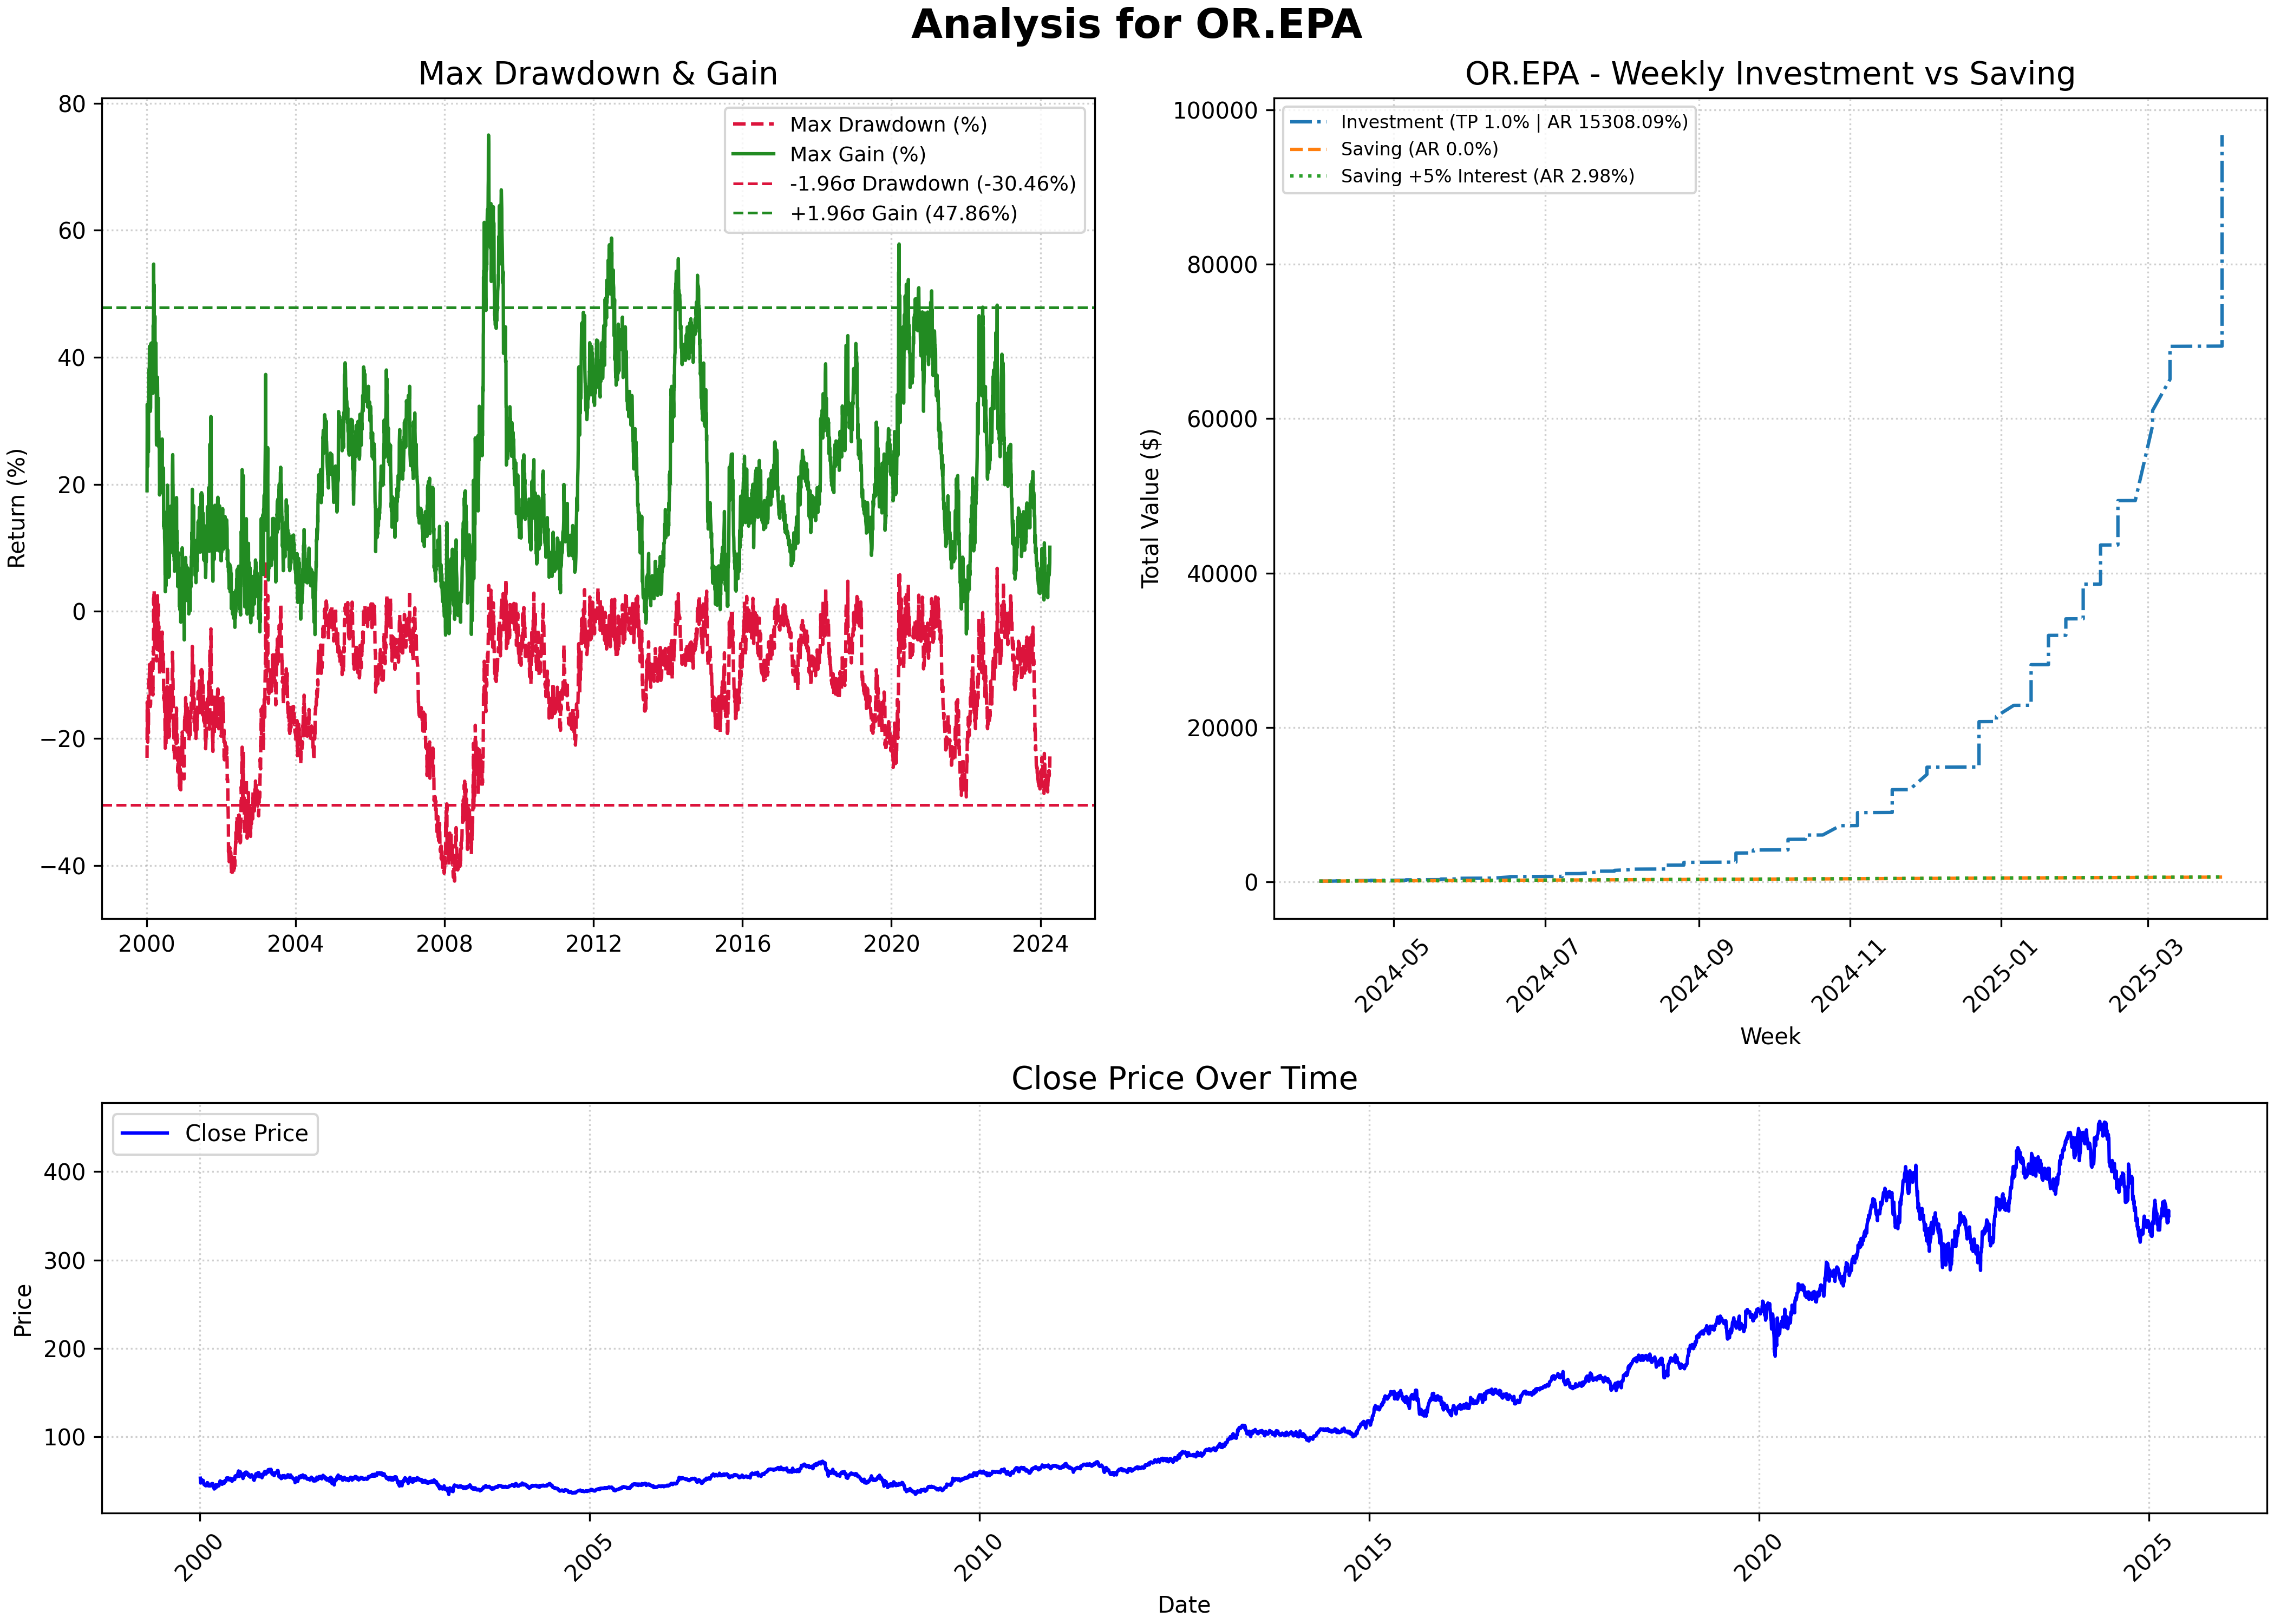 Analysis for OR.EPA
Max Drawdown & Gain
Return (%)
80
60
40
20
0
−20
−40
Max Drawdown (%)
Max Gain (%)
-1.96σ Drawdown (-30.46%)
+1.96σ Gain (47.86%)
2000
2004
2008
2012
2016
2020
2024
OR.EPA - Weekly Investment vs Saving
Total Value ($)
100000
80000
60000
40000
20000
0
Investment (TP 1.0% | AR 15308.09%)
Saving (AR 0.0%)
Saving +5% Interest (AR 2.98%)
2024-05
2024-07
2024-09
2024-11
2025-01
2025-03
Week
Close Price Over Time
Price
400
300
200
100
Close Price
2000
2005
2010
2015
2020
2025
Date